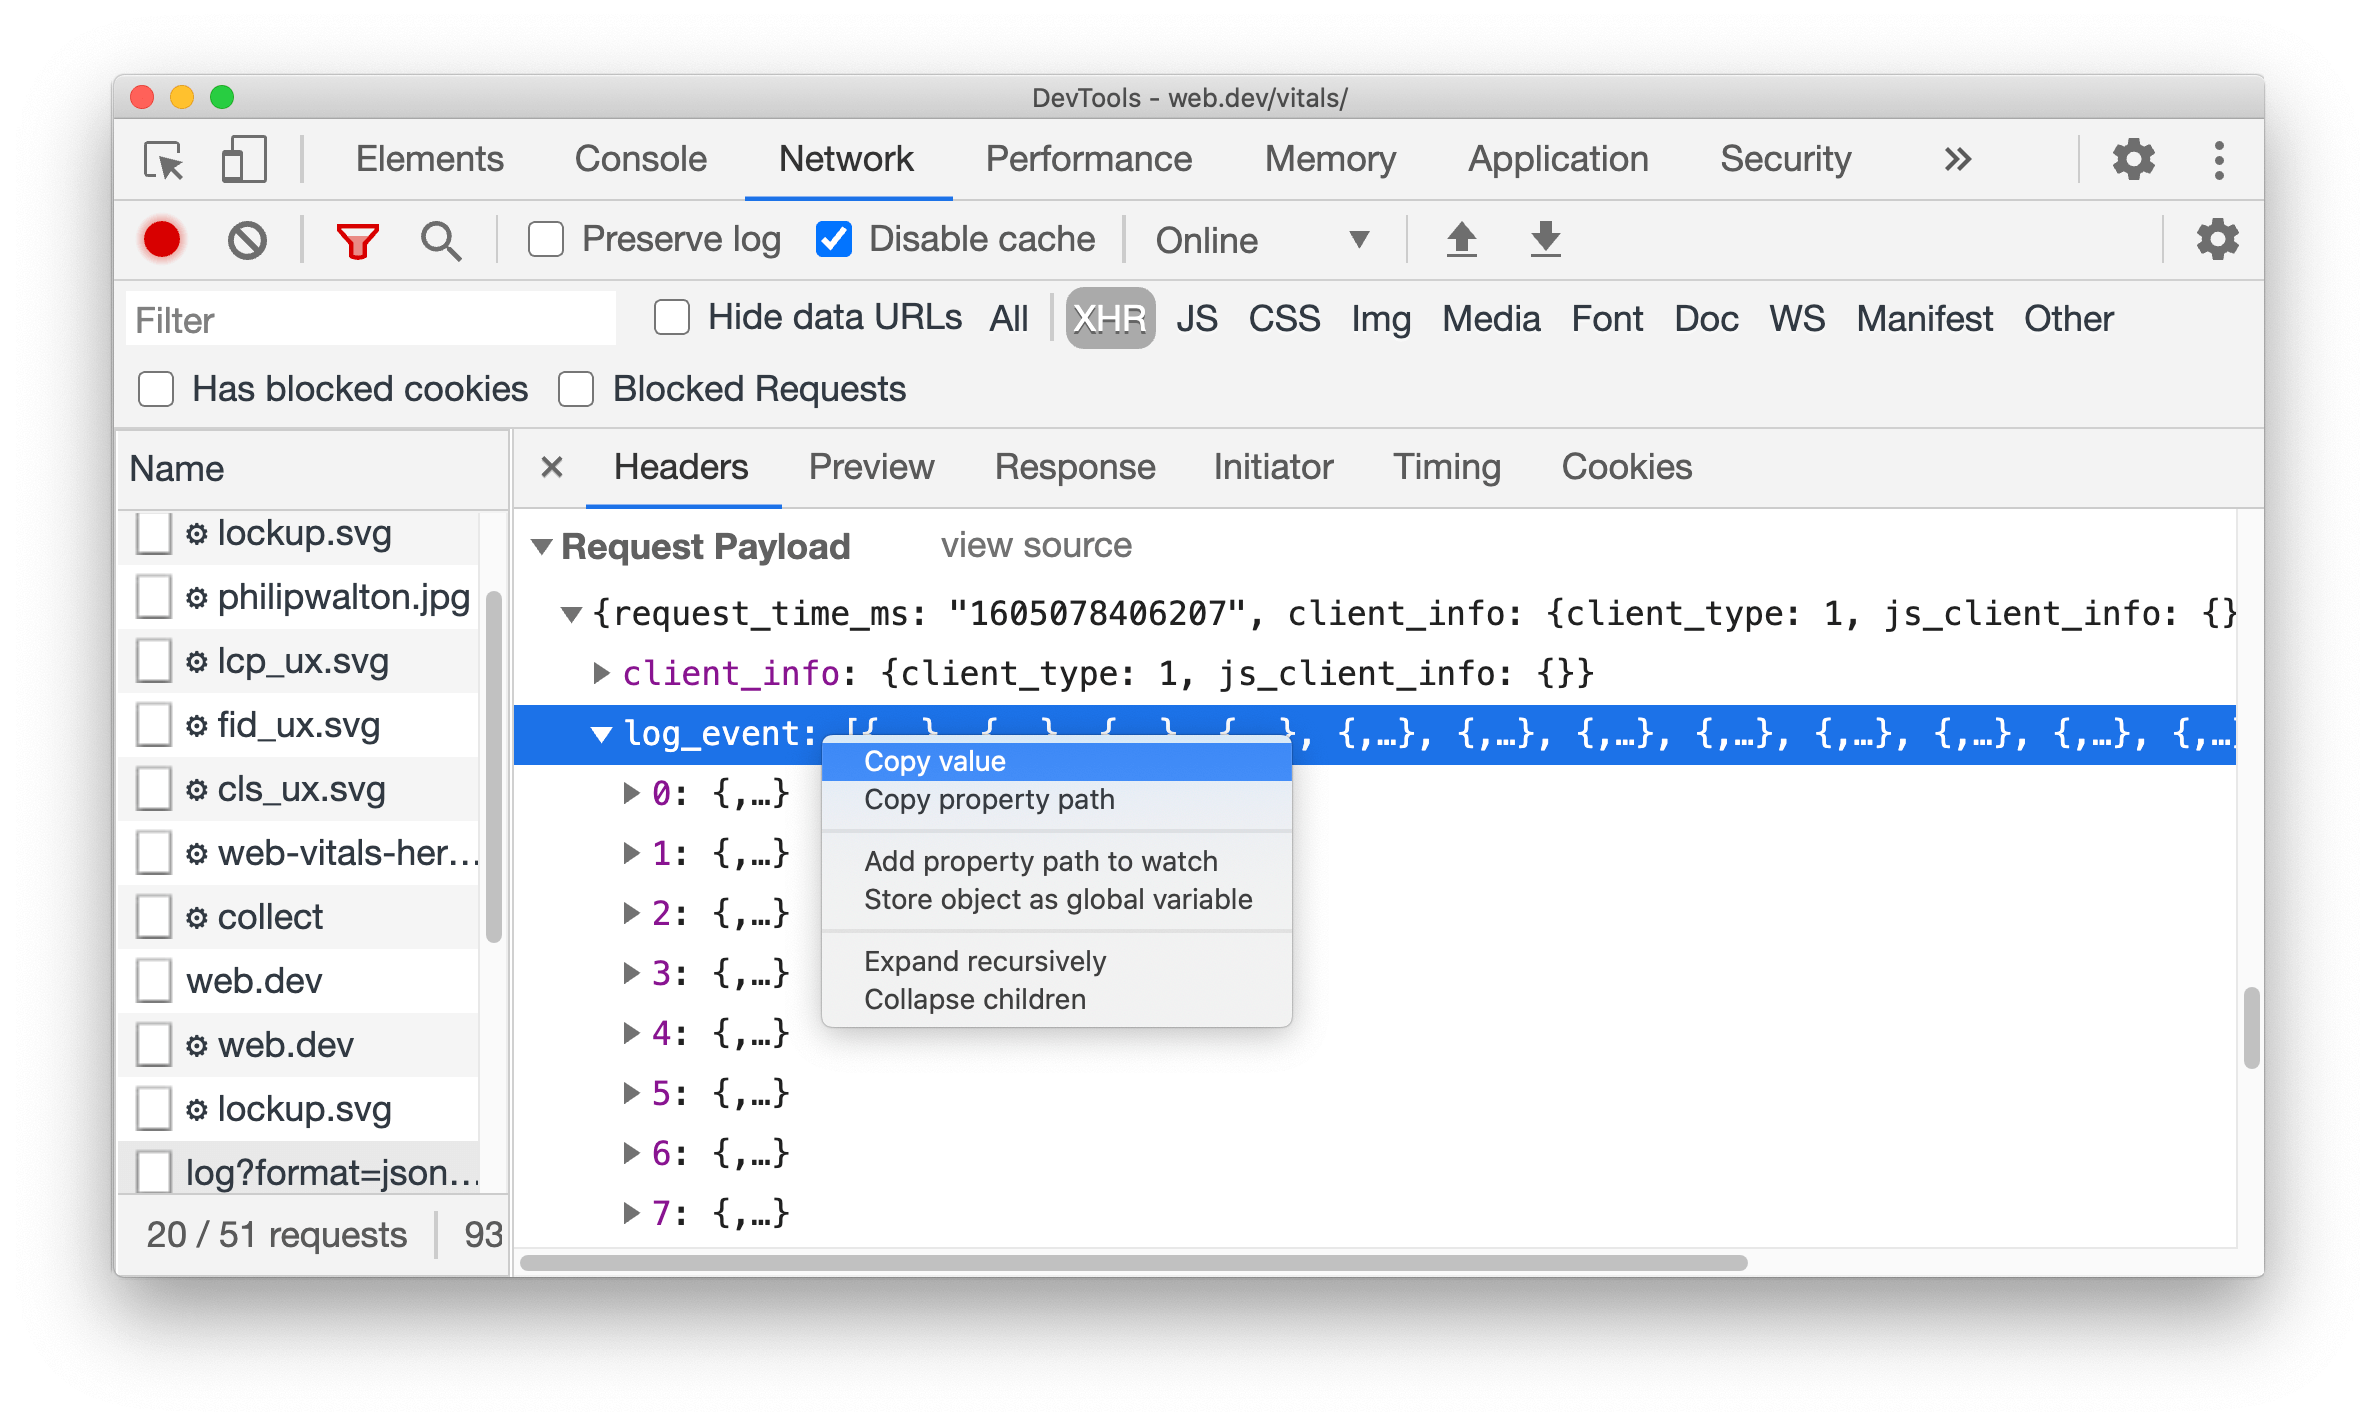 DevTools - web.dev/vitals/
Elements Console Network Performance Memory Application Security »
Preserve log Disable cache Online
Filter Hide data URLs All XHR JS CSS Img Media Font Doc WS Manifest Other
Has blocked cookies Blocked Requests
Name
lockup.svg
philipwalton.jpg
lcp_ux.svg
fid_ux.svg
cls_ux.svg
web-vitals-her…
collect
web.dev
web.dev
lockup.svg
log?format=json…
20 / 51 requests 93
× Headers Preview Response Initiator Timing Cookies
Request Payload view source
{request_time_ms: "1605078406207", client_info: {client_type: 1, js_client_info: {}
client_info: {client_type: 1, js_client_info: {}}
log_event: [{,…}, {,…}, {,…}, {,…}, {,…}, {,…}, {,…}, {,…}, {,…}, {,…}, {,…}, {,…
0: {,…}
1: {,…}
2: {,…}
3: {,…}
4: {,…}
5: {,…}
6: {,…}
7: {,…}
Copy value
Copy property path
Add property path to watch
Store object as global variable
Expand recursively
Collapse children